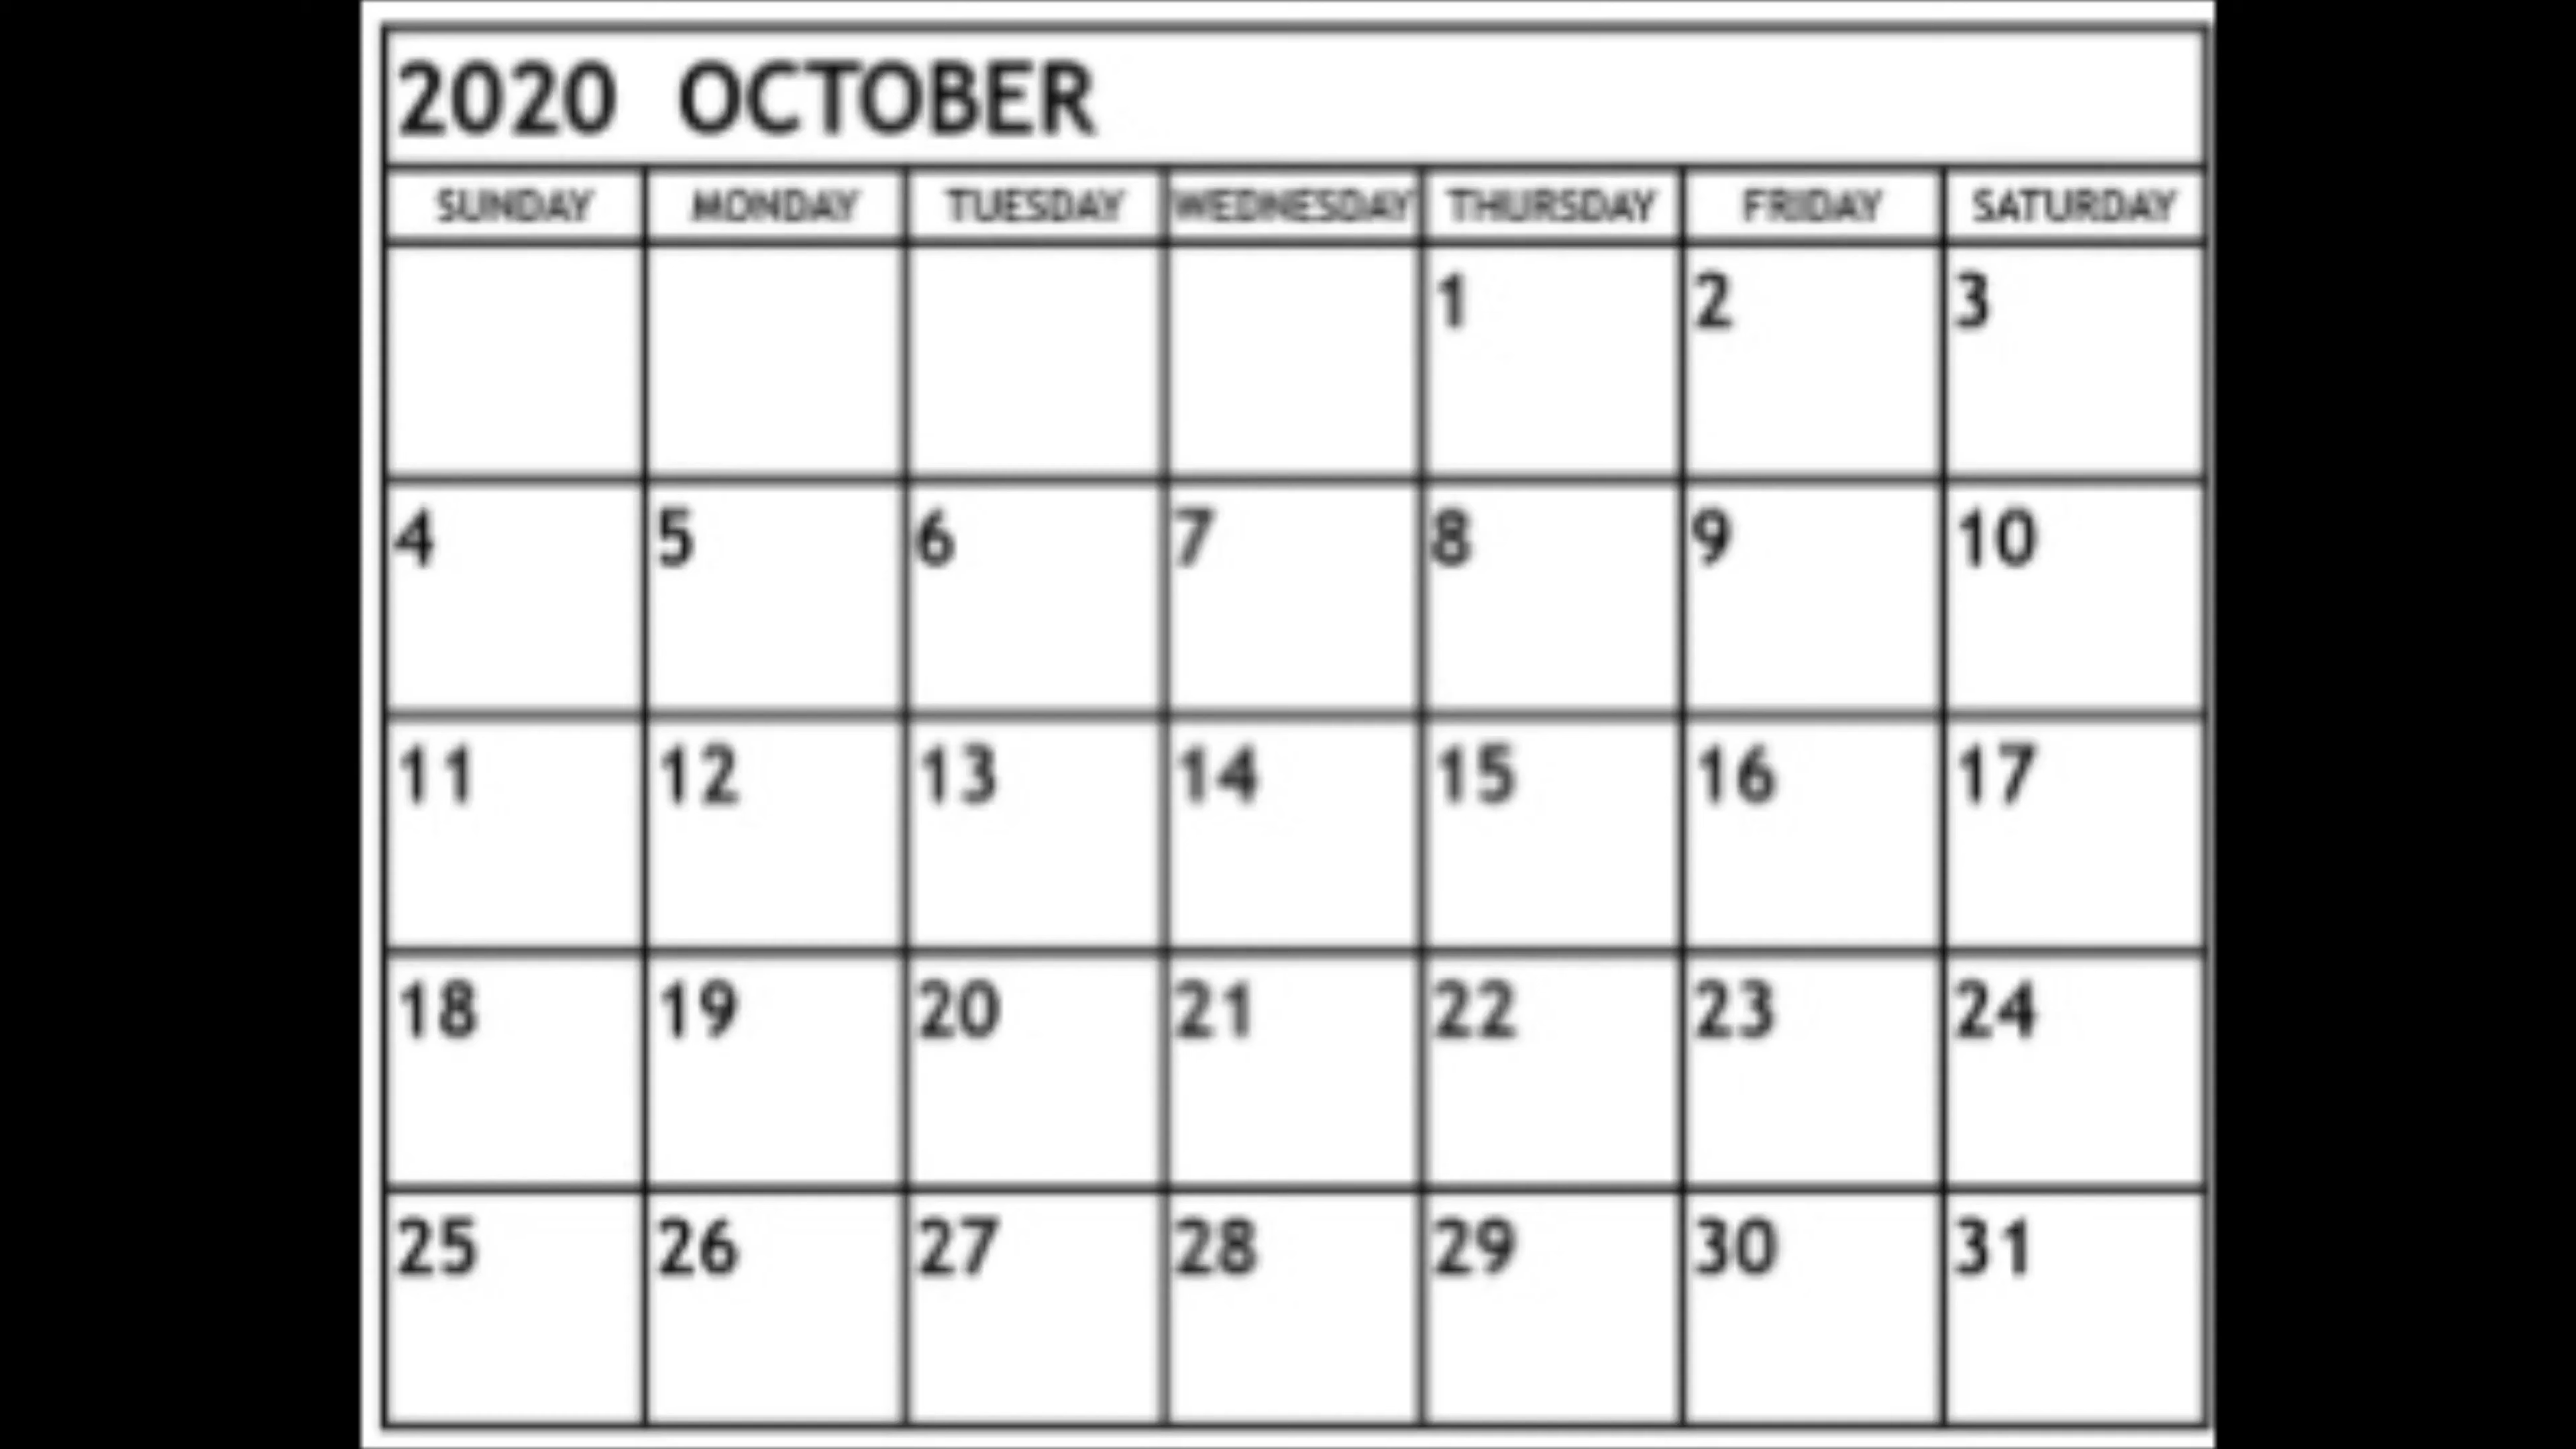 2020 OCTOBER
SUNDAY MONDAY TUESDAY WEDNESDAY THURSDAY FRIDAY SATURDAY
1 2 3
4 5 6 7 8 9 10
11 12 13 14 15 16 17
18 19 20 21 22 23 24
25 26 27 28 29 30 31